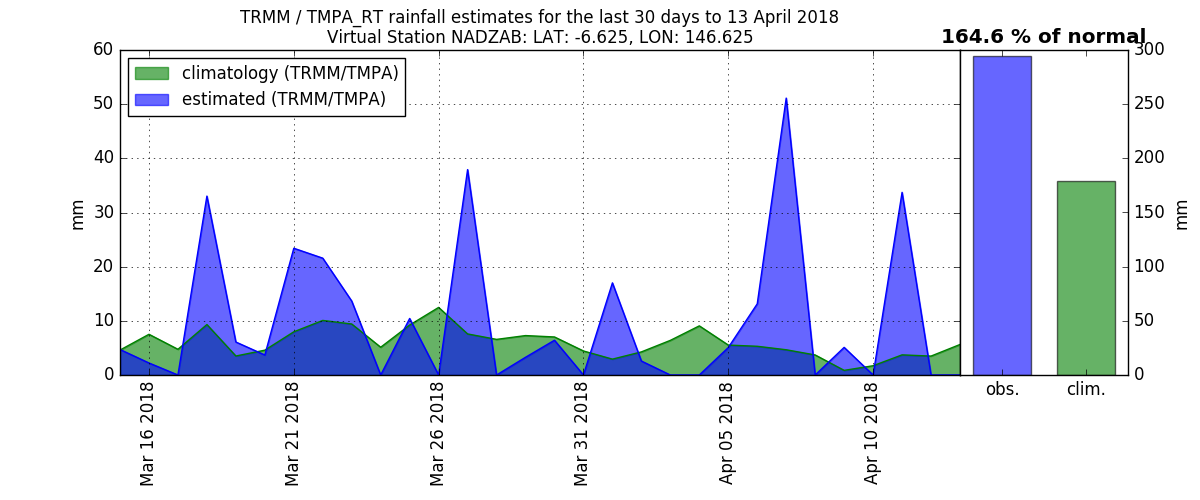 TRMM / TMPA_RT rainfall estimates for the last 30 days to 13 April 2018
Virtual Station NADZAB: LAT: -6.625, LON: 146.625
164.6 % of normal
climatology (TRMM/TMPA)
estimated (TRMM/TMPA)
60
50
40
30
20
10
0
mm
300
250
200
150
100
50
0
mm
Mar 16 2018
Mar 21 2018
Mar 26 2018
Mar 31 2018
Apr 05 2018
Apr 10 2018
obs.
clim.